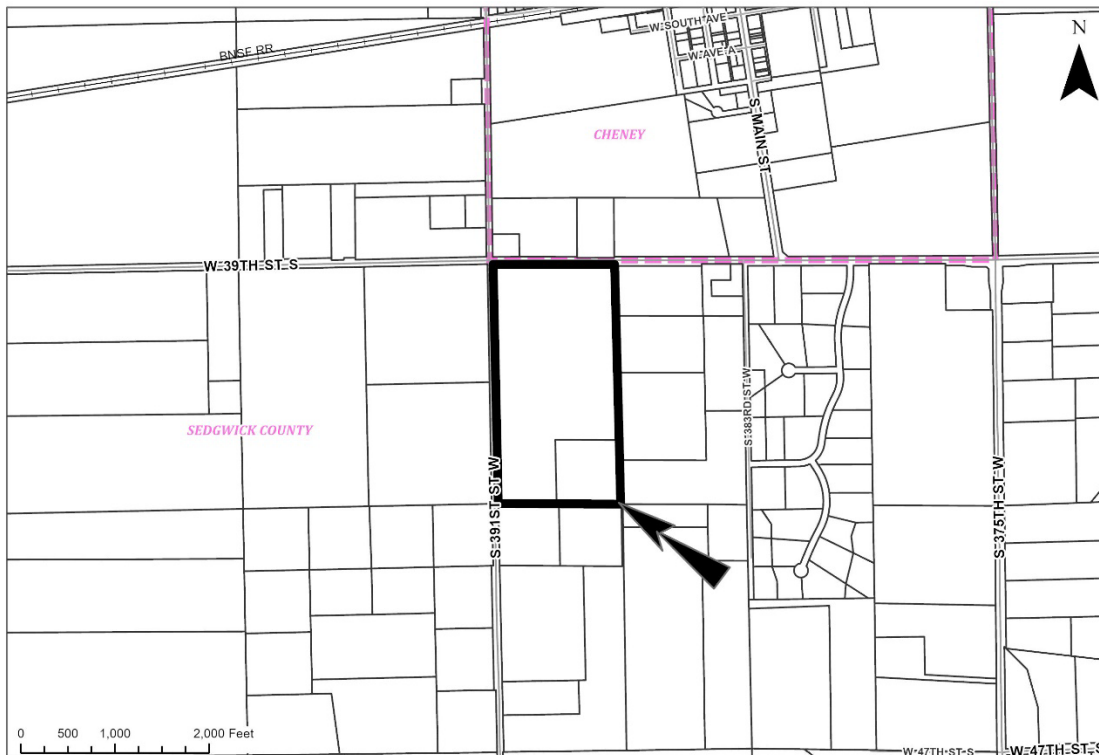 BNSF RR
W SOUTH AVE
W AVE A
N
S MAIN ST
CHENEY
W 39TH ST S
S 383RD ST W
SEDGWICK COUNTY
S 391ST ST W
S 375TH ST W
0 500 1,000 2,000 Feet
W 47TH ST S
W 47TH ST S